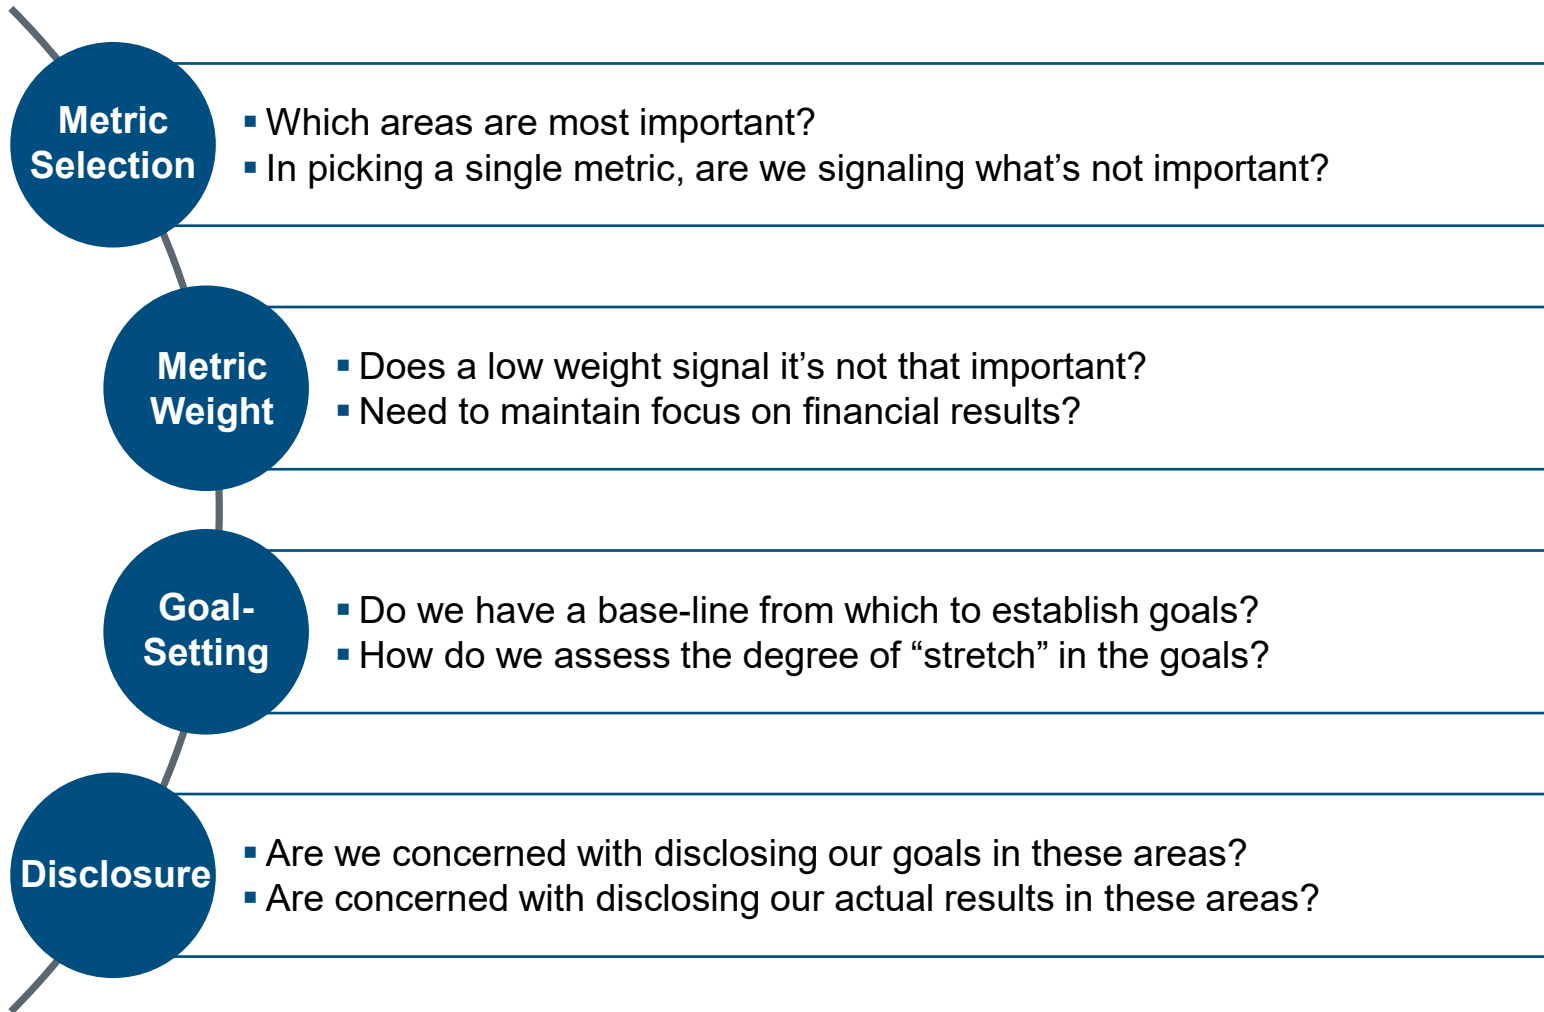 Metric
Selection
▪ Which areas are most important?
▪ In picking a single metric, are we signaling what’s not important?
Metric
Weight
▪ Does a low weight signal it’s not that important?
▪ Need to maintain focus on financial results?
Goal-
Setting
▪ Do we have a base-line from which to establish goals?
▪ How do we assess the degree of “stretch” in the goals?
Disclosure
▪ Are we concerned with disclosing our goals in these areas?
▪ Are concerned with disclosing our actual results in these areas?